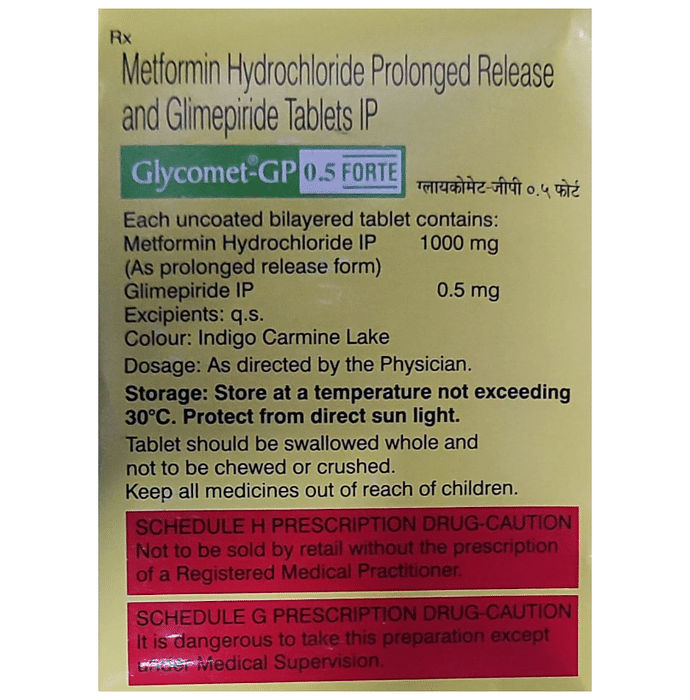 Rx
Metformin Hydrochloride Prolonged Release
and Glimepiride Tablets IP
Glycomet®-GP 0.5 FORTE ग्लायकोमेट-जीपी ०.५ फोर्ट
Each uncoated bilayered tablet contains:
Metformin Hydrochloride IP 1000 mg
(As prolonged release form)
Glimepiride IP 0.5 mg
Excipients: q.s.
Colour: Indigo Carmine Lake
Dosage: As directed by the Physician.
Storage: Store at a temperature not exceeding
30°C. Protect from direct sun light.
Tablet should be swallowed whole and
not to be chewed or crushed.
Keep all medicines out of reach of children.
SCHEDULE H PRESCRIPTION DRUG-CAUTION
Not to be sold by retail without the prescription
of a Registered Medical Practitioner.
SCHEDULE G PRESCRIPTION DRUG-CAUTION
It is dangerous to take this preparation except
under Medical Supervision.